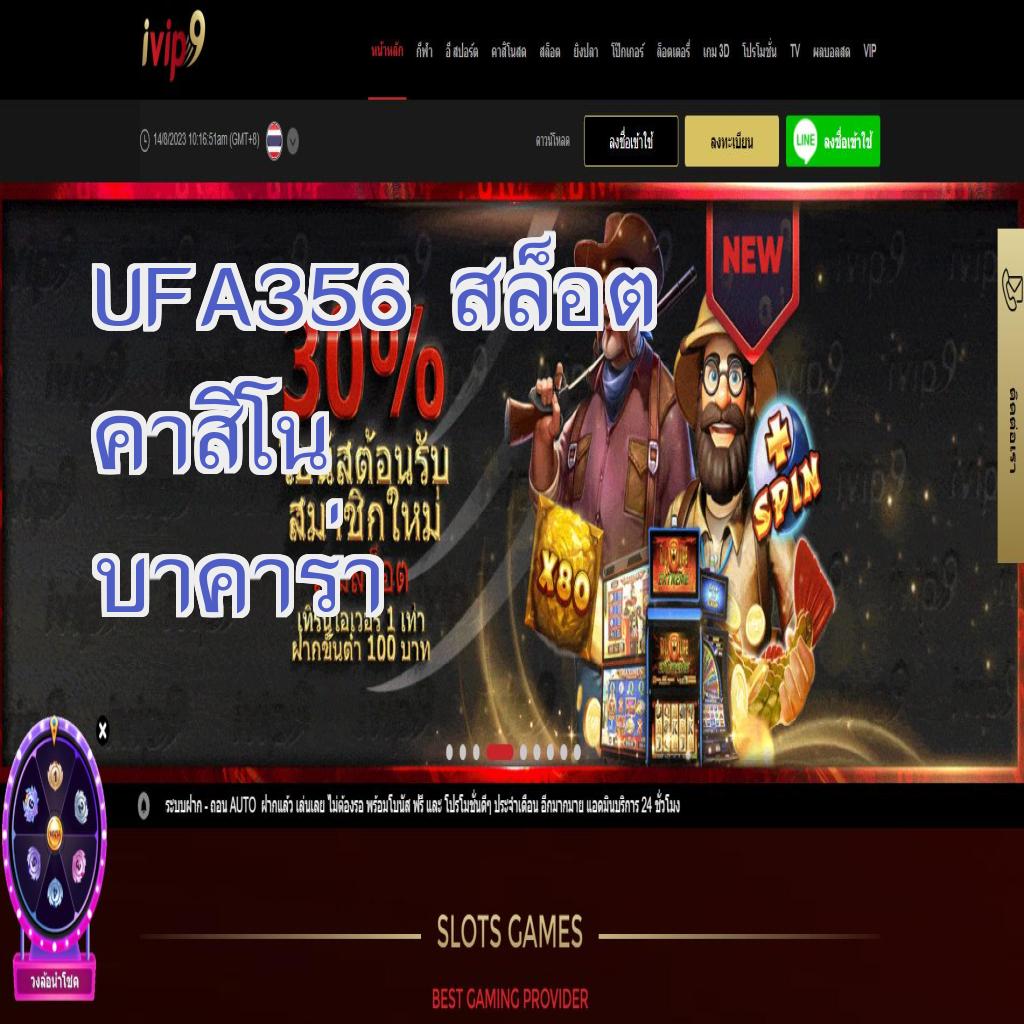 ivip9
หน้าหลัก กีฬา อีสปอร์ต คาสิโนสด สล็อต ยิงปลา โป๊กเกอร์ ล็อตเตอรี่ เกม 3D โปรโมชั่น TV ผลบอลสด VIP
14/8/2023 10:16:51am (GMT+8) ดาวน์โหลด ลงชื่อเข้าใช้ ลงทะเบียน LINE ลงชื่อเข้าใช้
NEW
UFA356 สล็อต
30%
คาสิโน
สมาชิกใหม่
บาคาร่า
เทิร์นโอเวอร์ 1 เท่า
ฝากขั้นต่ำ 100 บาท
+ SPIN
X80
EXTREME
ติดต่อเรา
x
ระบบฝาก - ถอน AUTO ฝากแล้ว เล่นเลย ไม่ต้องรอ พร้อมโบนัส ฟรี และ โปรโมชั่นดีๆ ประจำเดือน อีกมากมาย แอดมินบริการ 24 ชั่วโมง
วงล้อนำโชค
SLOTS GAMES
BEST GAMING PROVIDER